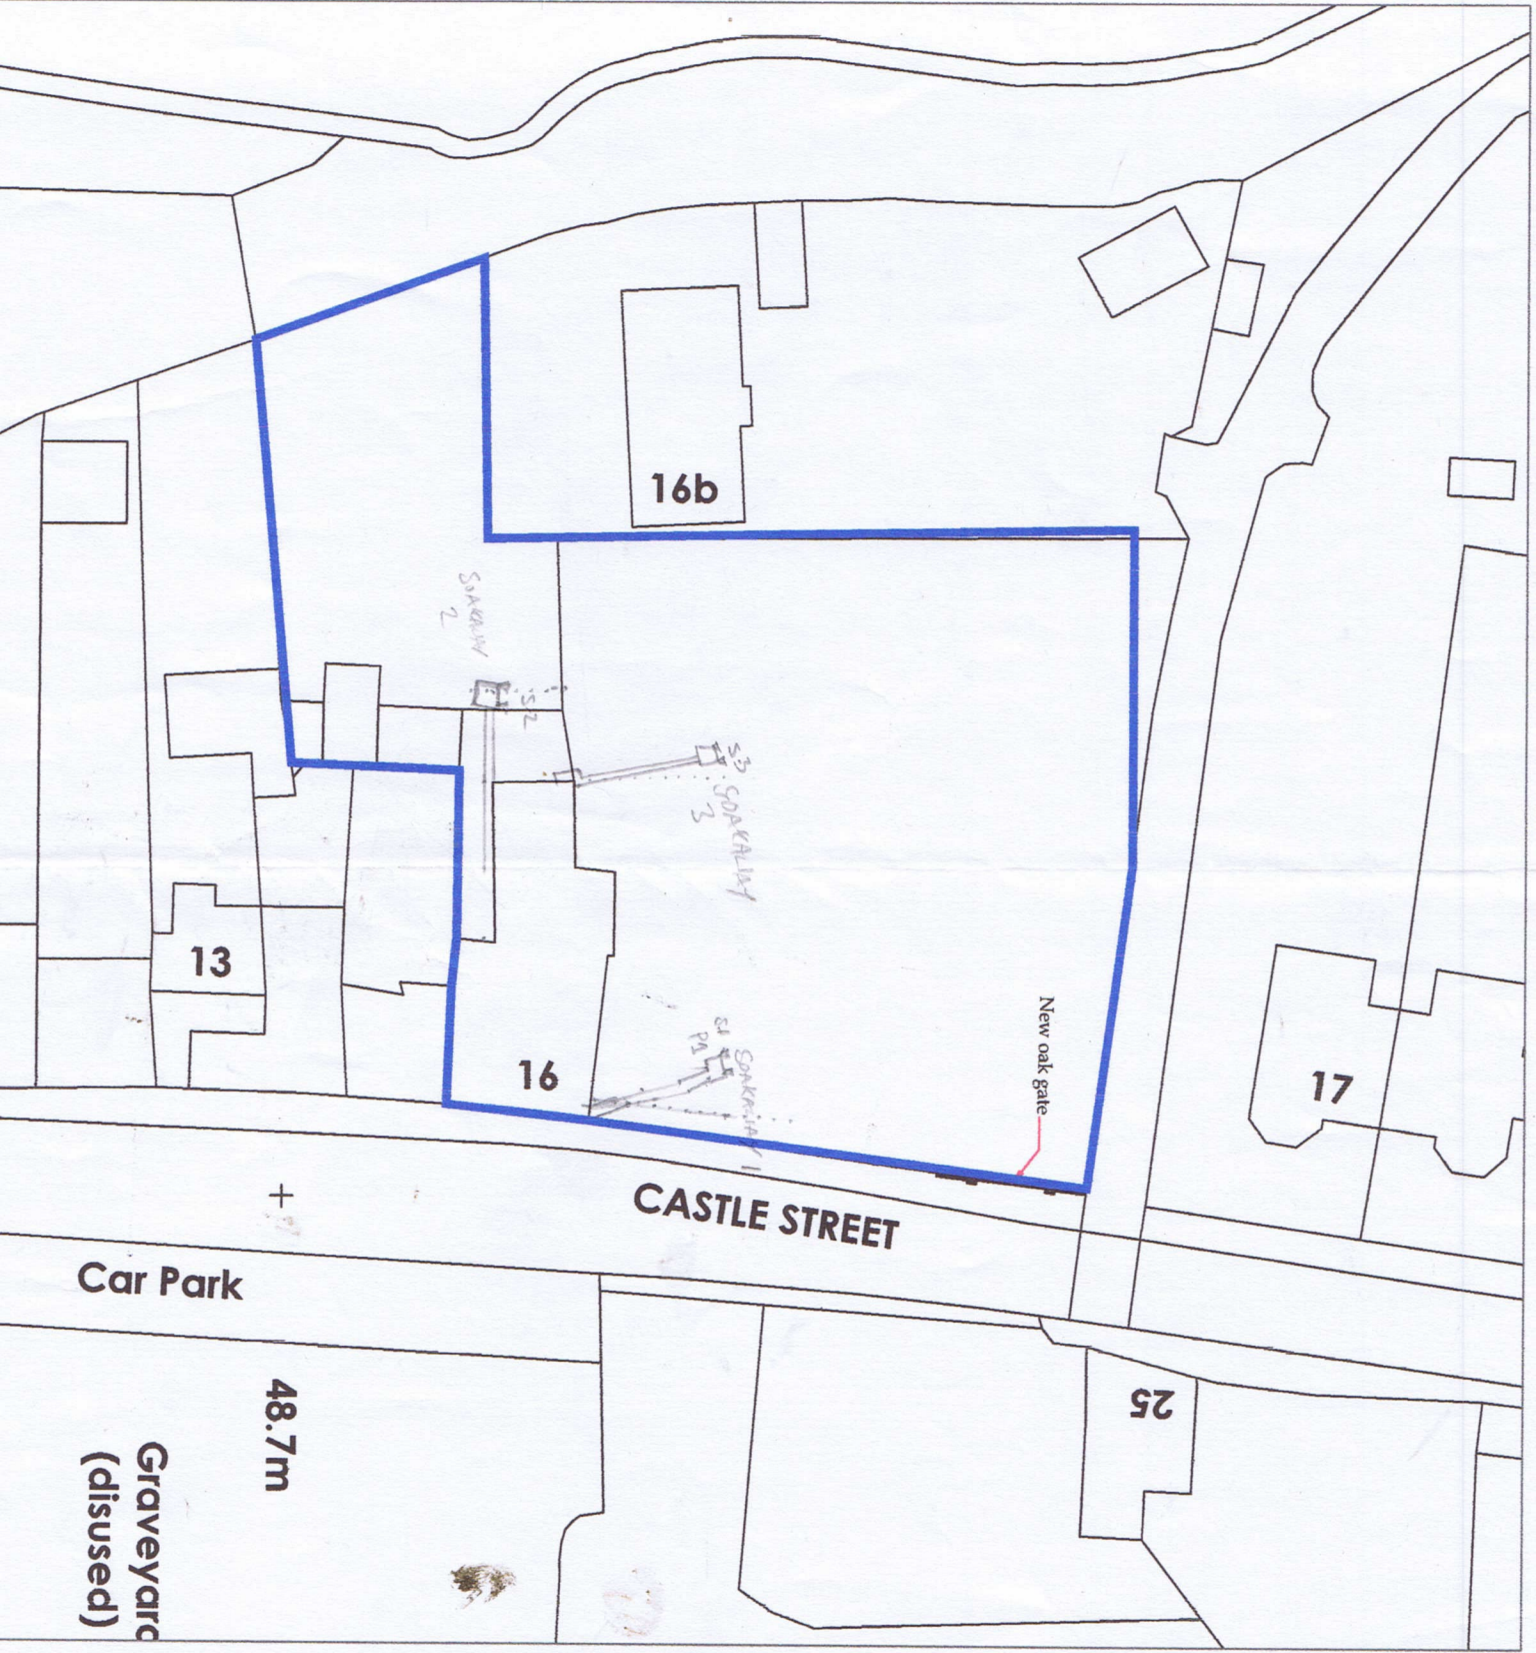 16b
SOAKAWAY
2
S2
S3
SOAKAWAY
3
13
New oak gate
S1
P1
SOAKAWAY 1
16
17
CASTLE STREET
Car Park
25
48.7m
Graveyard
(disused)